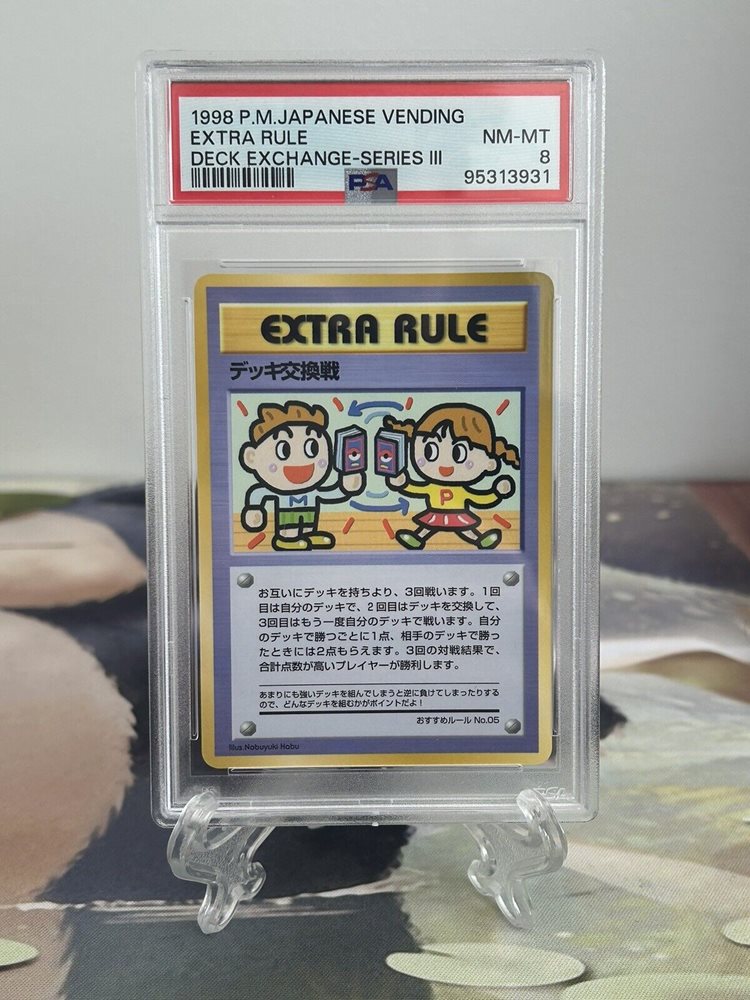 1998 P.M.JAPANESE VENDING
EXTRA RULE NM-MT
DECK EXCHANGE-SERIES III 8
PSA 95313931
EXTRA RULE
デッキ交換戦
M
P
お互いにデッキを持ちより、3回戦います。1回
目は自分のデッキで、2回目はデッキを交換して、
3回目はもう一度自分のデッキで戦います。自分
のデッキで勝つごとに1点、相手のデッキで勝っ
たときには2点もらえます。3回の対戦結果で、
合計点数が高いプレイヤーが勝利します。
あまりにも強いデッキを組んでしまうと逆に負けてしまったりする
ので、どんなデッキを組むかがポイントだよ！
おすすめルール No.05
Illus.Nobuyuki Habu